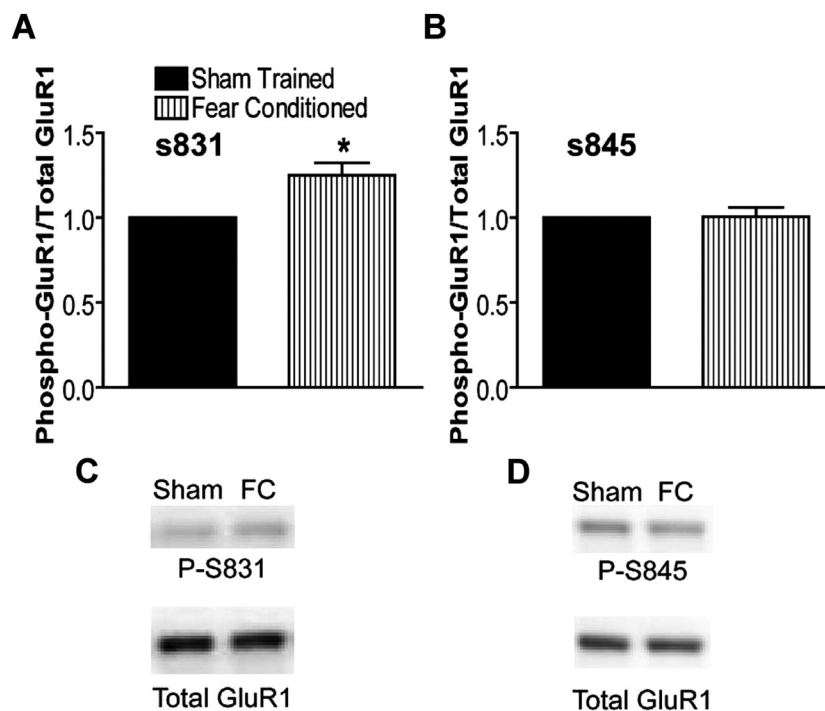 A
Phospho-GluR1/Total GluR1
Sham Trained
Fear Conditioned
1.5
1.0
0.5
0.0
s831
*
B
Phospho-GluR1/Total GluR1
1.5
1.0
0.5
0.0
s845
C
Sham FC
P-S831
Total GluR1
D
Sham FC
P-S845
Total GluR1